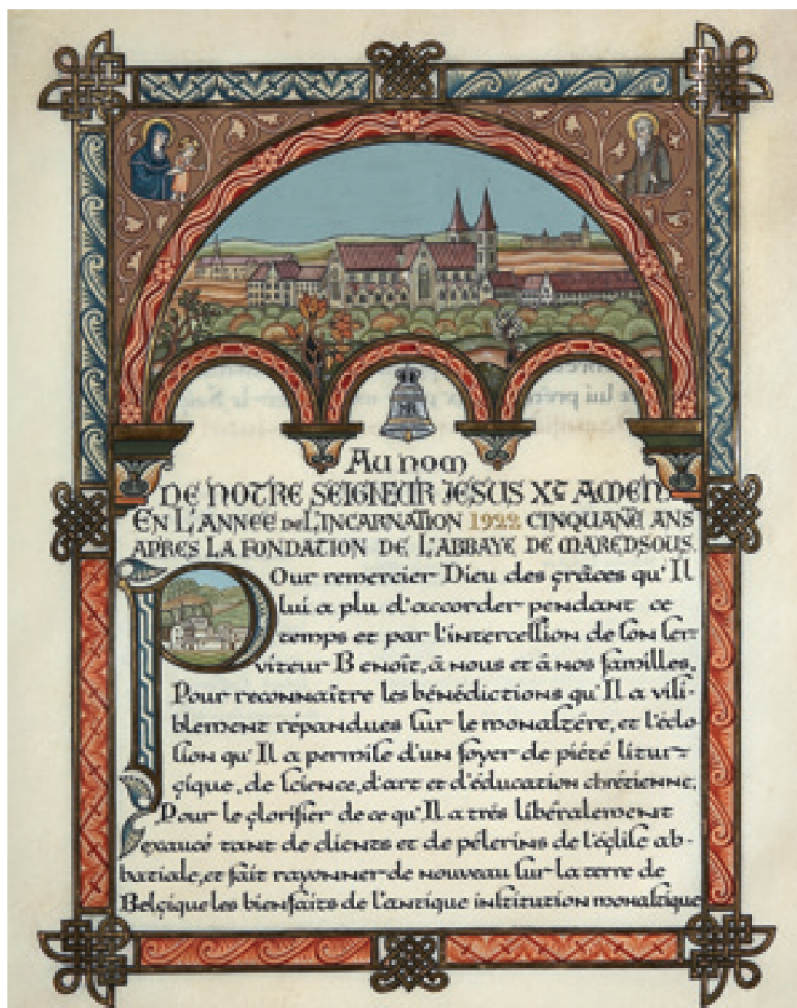 Au nom
DE NOTRE SEIGNEUR JESUS Xt AMEN
EN L'ANNEE DE L'INCARNATION 1922 CINQUANTE ANS
APRES LA FONDATION DE L'ABBAYE DE MAREDSOUS.
Pour remercier Dieu des grâces qu'Il
lui a plu d'accorder pendant ce
temps et par l'intercession de son ser-
viteur Benoît, à nous et à nos familles.
Pour reconnaître les bénédictions qu'Il a visi-
blement répandues sur le monastère, et l'éclo-
sion qu'Il a permise d'un foyer de piété litur-
gique, de science, d'art et d'éducation chrétienne.
Pour le glorifier de ce qu'Il a très libéralement
exaucé tant de clients et de pélerins de l'église ab-
batiale, et fait rayonner de nouveau sur la terre de
Belgique les bienfaits de l'antique institution monastique